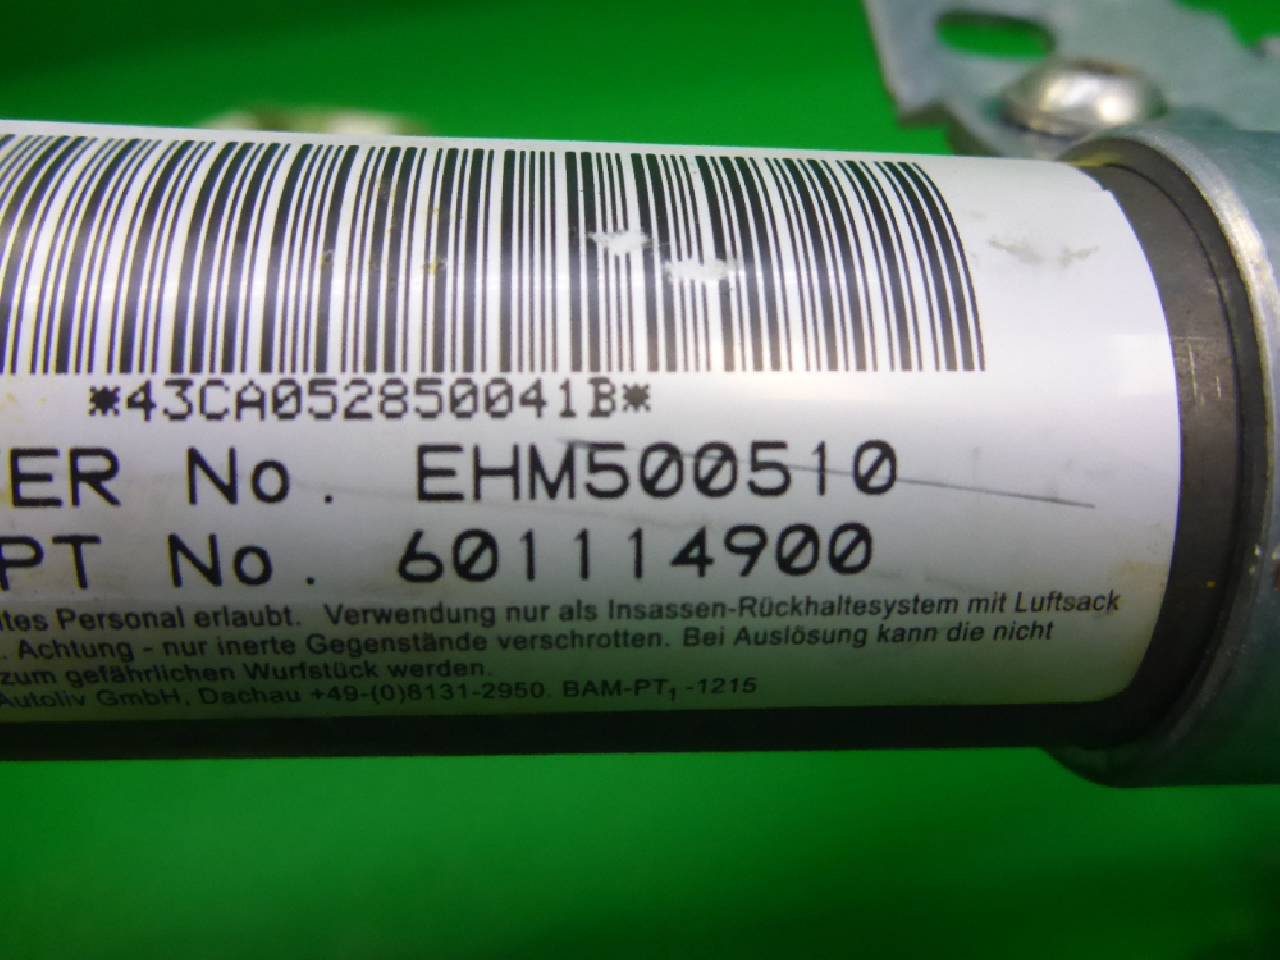 *43CA052850041B*
ER No. EHM500510
PT No. 601114900
tes Personal erlaubt. Verwendung nur als Insassen-Rückhaltesystem mit Luftsack
. Achtung - nur inerte Gegenstände verschrotten. Bei Auslösung kann die nicht
zum gefährlichen Wurfstück werden.
Autoliv GmbH, Dachau +49-(0)8131-2950. BAM-PT₁ -1215